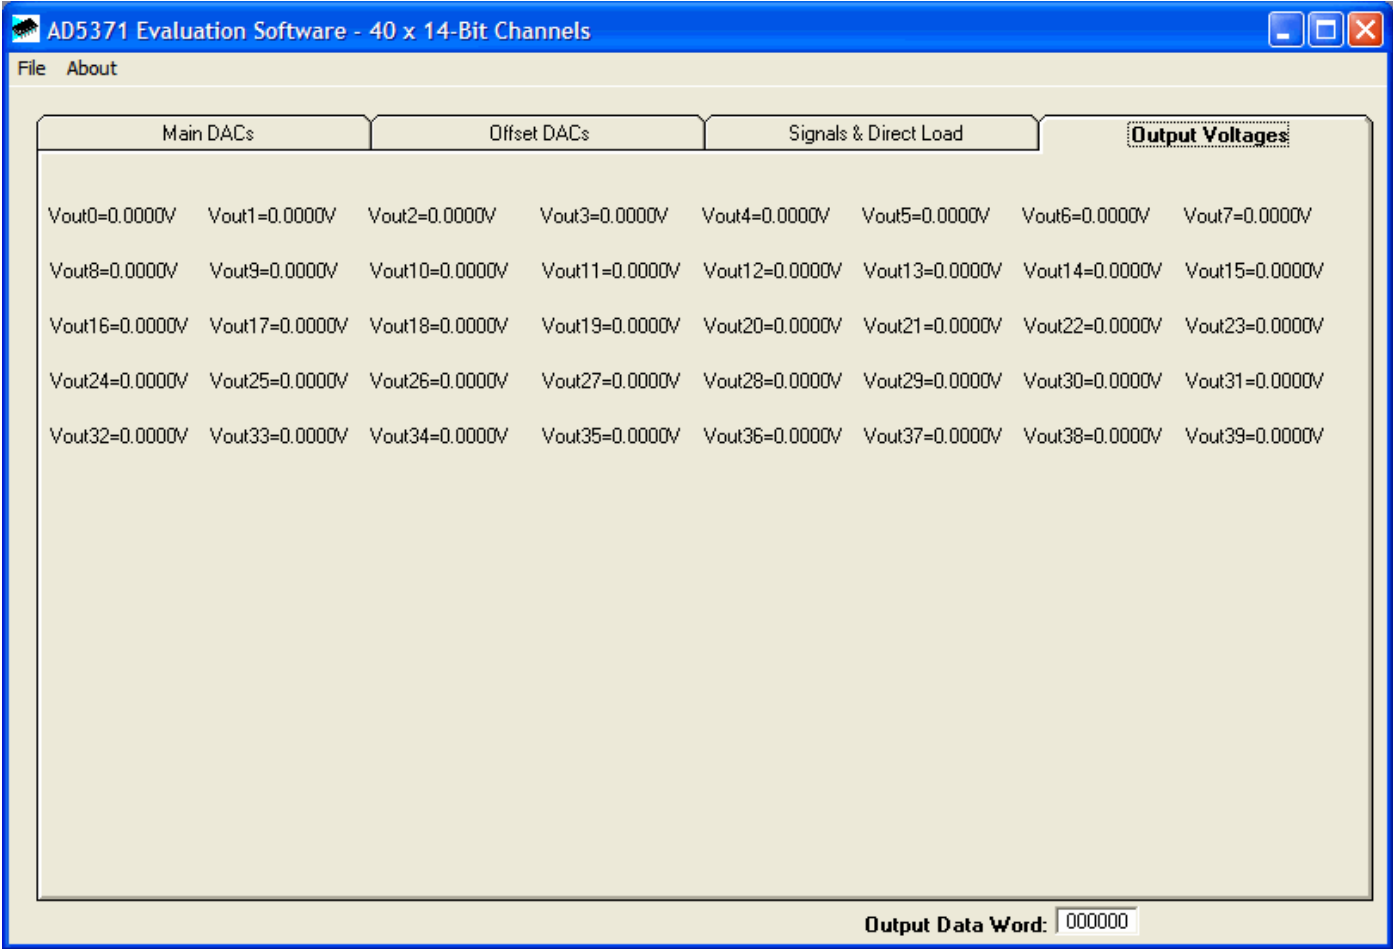 AD5371 Evaluation Software - 40 x 14-Bit Channels
File About
Main DACs Offset DACs Signals & Direct Load Output Voltages
Vout0=0.0000V Vout1=0.0000V Vout2=0.0000V Vout3=0.0000V Vout4=0.0000V Vout5=0.0000V Vout6=0.0000V Vout7=0.0000V
Vout8=0.0000V Vout9=0.0000V Vout10=0.0000V Vout11=0.0000V Vout12=0.0000V Vout13=0.0000V Vout14=0.0000V Vout15=0.0000V
Vout16=0.0000V Vout17=0.0000V Vout18=0.0000V Vout19=0.0000V Vout20=0.0000V Vout21=0.0000V Vout22=0.0000V Vout23=0.0000V
Vout24=0.0000V Vout25=0.0000V Vout26=0.0000V Vout27=0.0000V Vout28=0.0000V Vout29=0.0000V Vout30=0.0000V Vout31=0.0000V
Vout32=0.0000V Vout33=0.0000V Vout34=0.0000V Vout35=0.0000V Vout36=0.0000V Vout37=0.0000V Vout38=0.0000V Vout39=0.0000V
Output Data Word: 000000